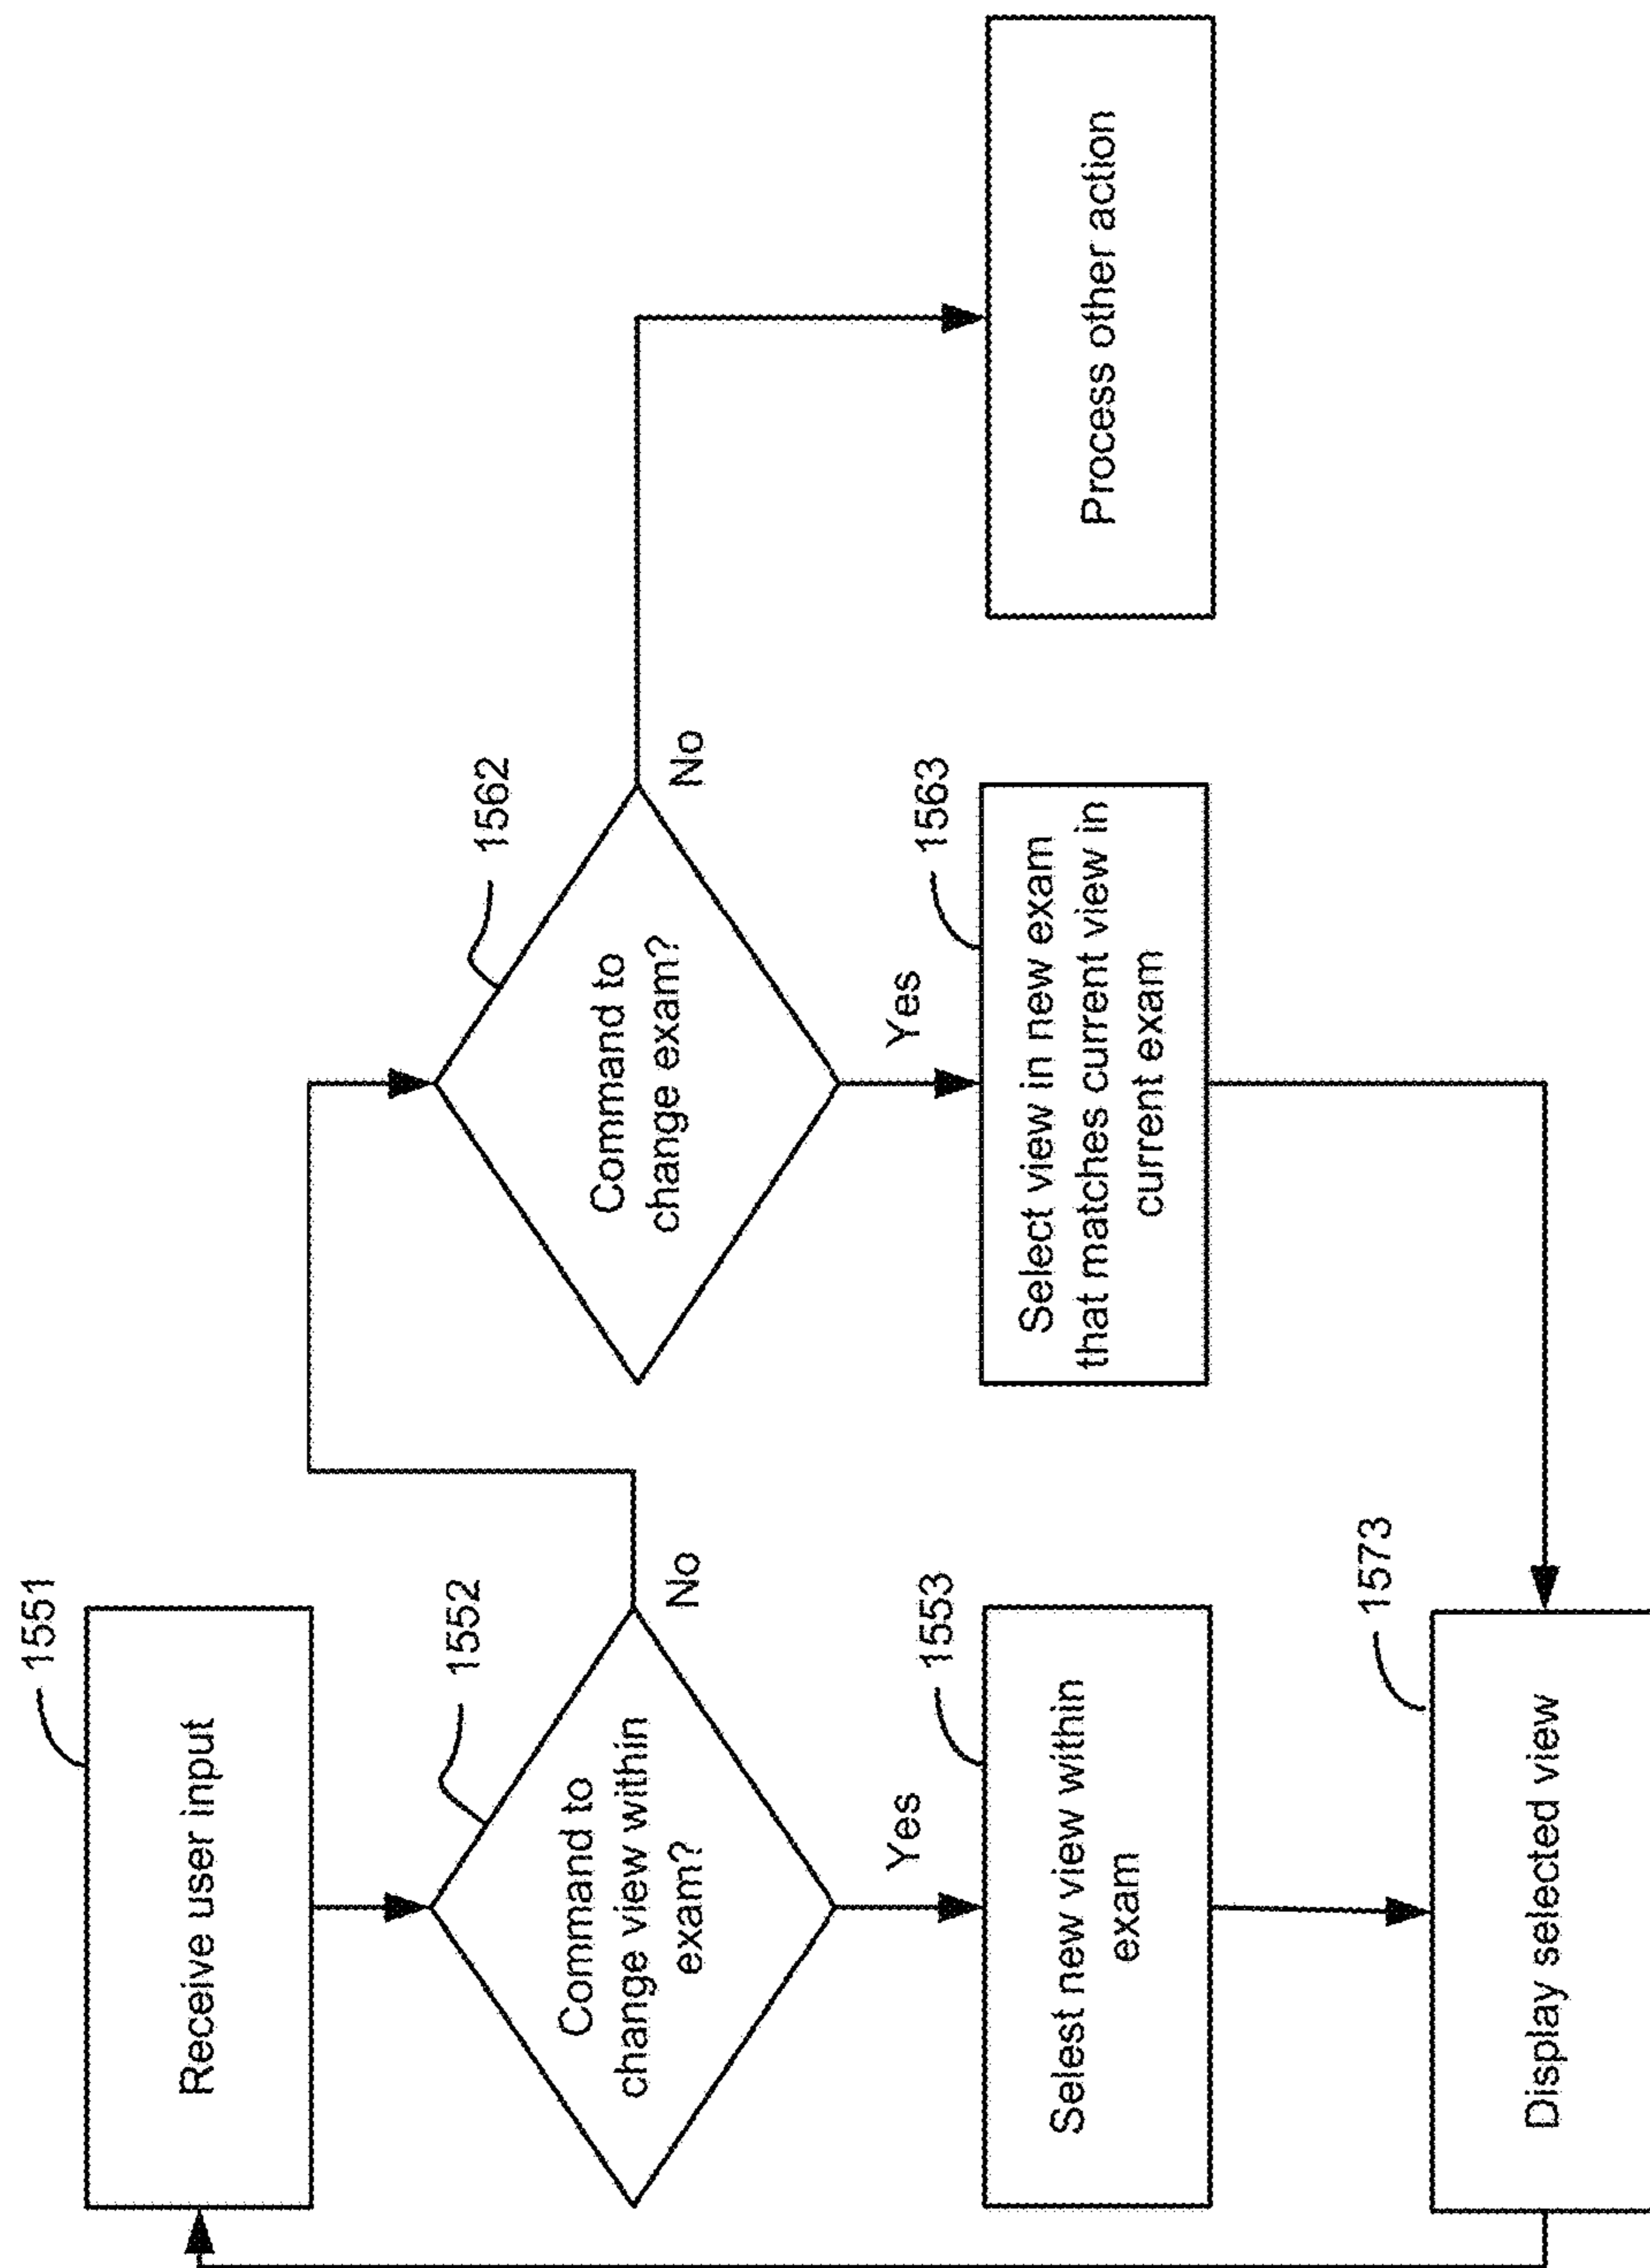 1551
Receive user input
1552
Command to
change view within
exam?
No
Yes
1553
Selest new view within
exam
1562
Command to
change exam?
No
Yes
1563
Select view in new exam
that matches current view in
current exam
Process other action
1573
Display selected view